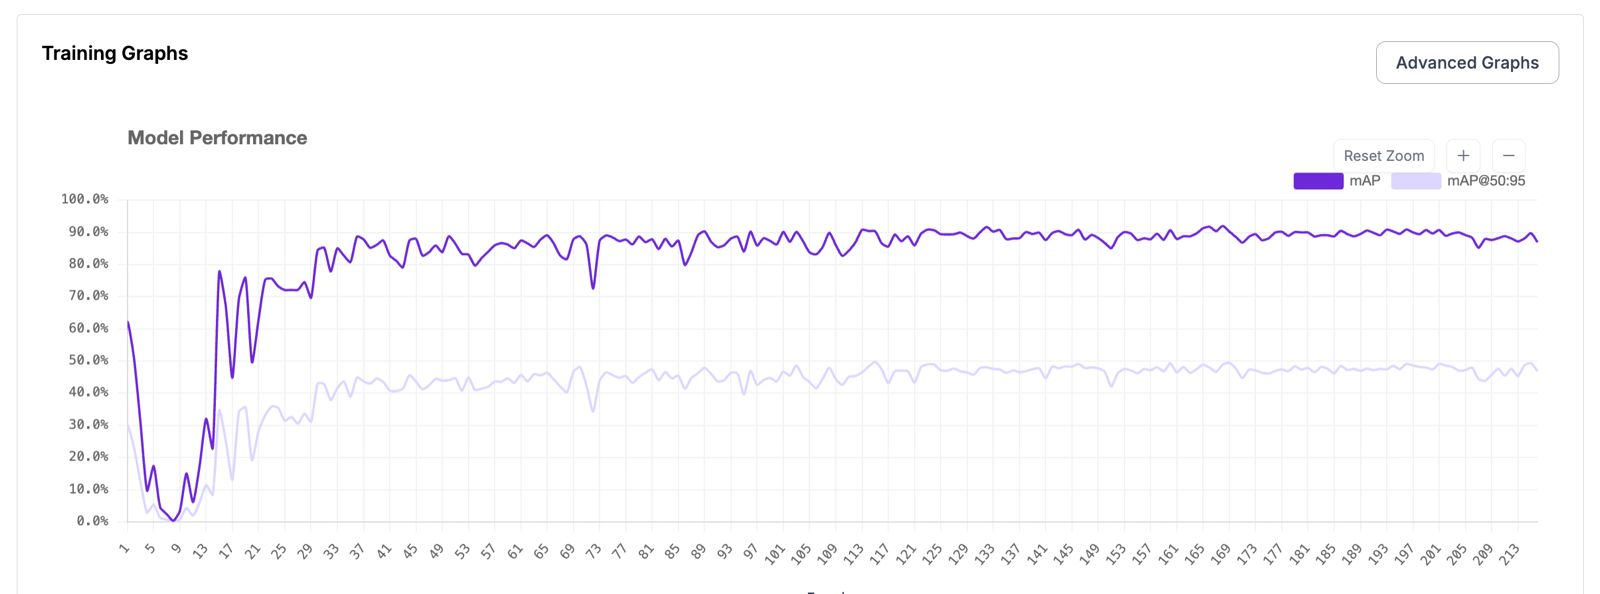 Training Graphs
Advanced Graphs
Model Performance
Reset Zoom + −
mAP mAP@50:95
100.0%
90.0%
80.0%
70.0%
60.0%
50.0%
40.0%
30.0%
20.0%
10.0%
0.0%
1 5 9 13 17 21 25 29 33 37 41 45 49 53 57 61 65 69 73 77 81 85 89 93 97 101 105 109 113 117 121 125 129 133 137 141 145 149 153 157 161 165 169 173 177 181 185 189 193 197 201 205 209 213